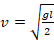 v = √(gl/2)